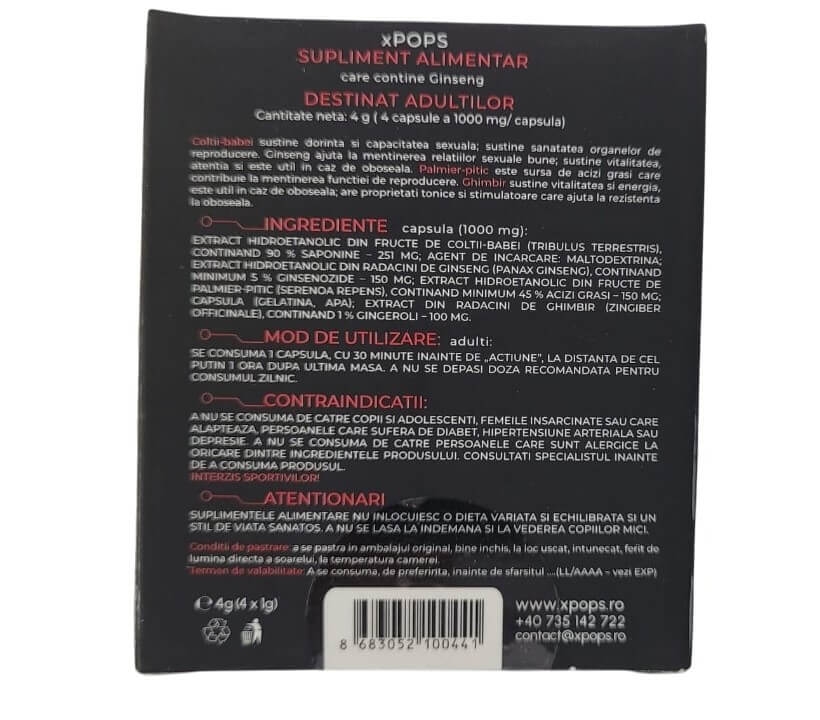 xPOPS
SUPLIMENT ALIMENTAR
care contine Ginseng
DESTINAT ADULTILOR
Cantitate neta: 4 g ( 4 capsule a 1000 mg/ capsula)
Coltii-babei sustine dorinta si capacitatea sexuala; sustine sanatatea organelor de
reproducere. Ginseng ajuta la mentinerea relatiilor sexuale bune; sustine vitalitatea,
atentia si este util in caz de oboseala. Palmier-pitic este sursa de acizi grasi care
contribuie la mentinerea functiei de reproducere. Ghimbir sustine vitalitatea si energia,
este util in caz de oboseala; are proprietati tonice si stimulatoare care ajuta la rezistenta
la oboseala.
INGREDIENTE capsula (1000 mg):
EXTRACT HIDROETANOLIC DIN FRUCTE DE COLTII-BABEI (TRIBULUS TERRESTRIS),
CONTINAND 90 % SAPONINE – 251 MG; AGENT DE INCARCARE: MALTODEXTRINA;
EXTRACT HIDROETANOLIC DIN RADACINI DE GINSENG (PANAX GINSENG), CONTINAND
MINIMUM 5 % GINSENOZIDE – 150 MG; EXTRACT HIDROETANOLIC DIN FRUCTE DE
PALMIER-PITIC (SERENOA REPENS), CONTINAND MINIMUM 45 % ACIZI GRASI – 150 MG;
CAPSULA (GELATINA, APA); EXTRACT DIN RADACINI DE GHIMBIR (ZINGIBER
OFFICINALE), CONTINAND 1 % GINGEROLI – 100 MG.
MOD DE UTILIZARE: adulti:
SE CONSUMA 1 CAPSULA, CU 30 MINUTE INAINTE DE „ACTIUNE”, LA DISTANTA DE CEL
PUTIN 1 ORA DUPA ULTIMA MASA. A NU SE DEPASI DOZA RECOMANDATA PENTRU
CONSUMUL ZILNIC.
CONTRAINDICATII:
A NU SE CONSUMA DE CATRE COPII SI ADOLESCENTI, FEMEILE INSARCINATE SAU CARE
ALAPTEAZA, PERSOANELE CARE SUFERA DE DIABET, HIPERTENSIUNE ARTERIALA SAU
DEPRESIE. A NU SE CONSUMA DE CATRE PERSOANELE CARE SUNT ALERGICE LA
ORICARE DINTRE INGREDIENTELE PRODUSULUI. CONSULTATI SPECIALISTUL INAINTE
DE A CONSUMA PRODUSUL.
INTERZIS SPORTIVILOR!
ATENTIONARI
SUPLIMENTELE ALIMENTARE NU INLOCUIESC O DIETA VARIATA SI ECHILIBRATA SI UN
STIL DE VIATA SANATOS. A NU SE LASA LA INDEMANA SI LA VEDEREA COPIILOR MICI.
Conditii de pastrare: a se pastra in ambalajul original, bine inchis, la loc uscat, intunecat, ferit de
lumina directa a soarelui, la temperatura camerei.
Termen de valabilitate: A se consuma, de preferinta, inainte de sfarsitul ....(LL/AAAA – vezi EXP)
℮ 4g (4 x 1g)
8 683052 100441
www.xpops.ro
+40 735 142 722
contact@xpops.ro